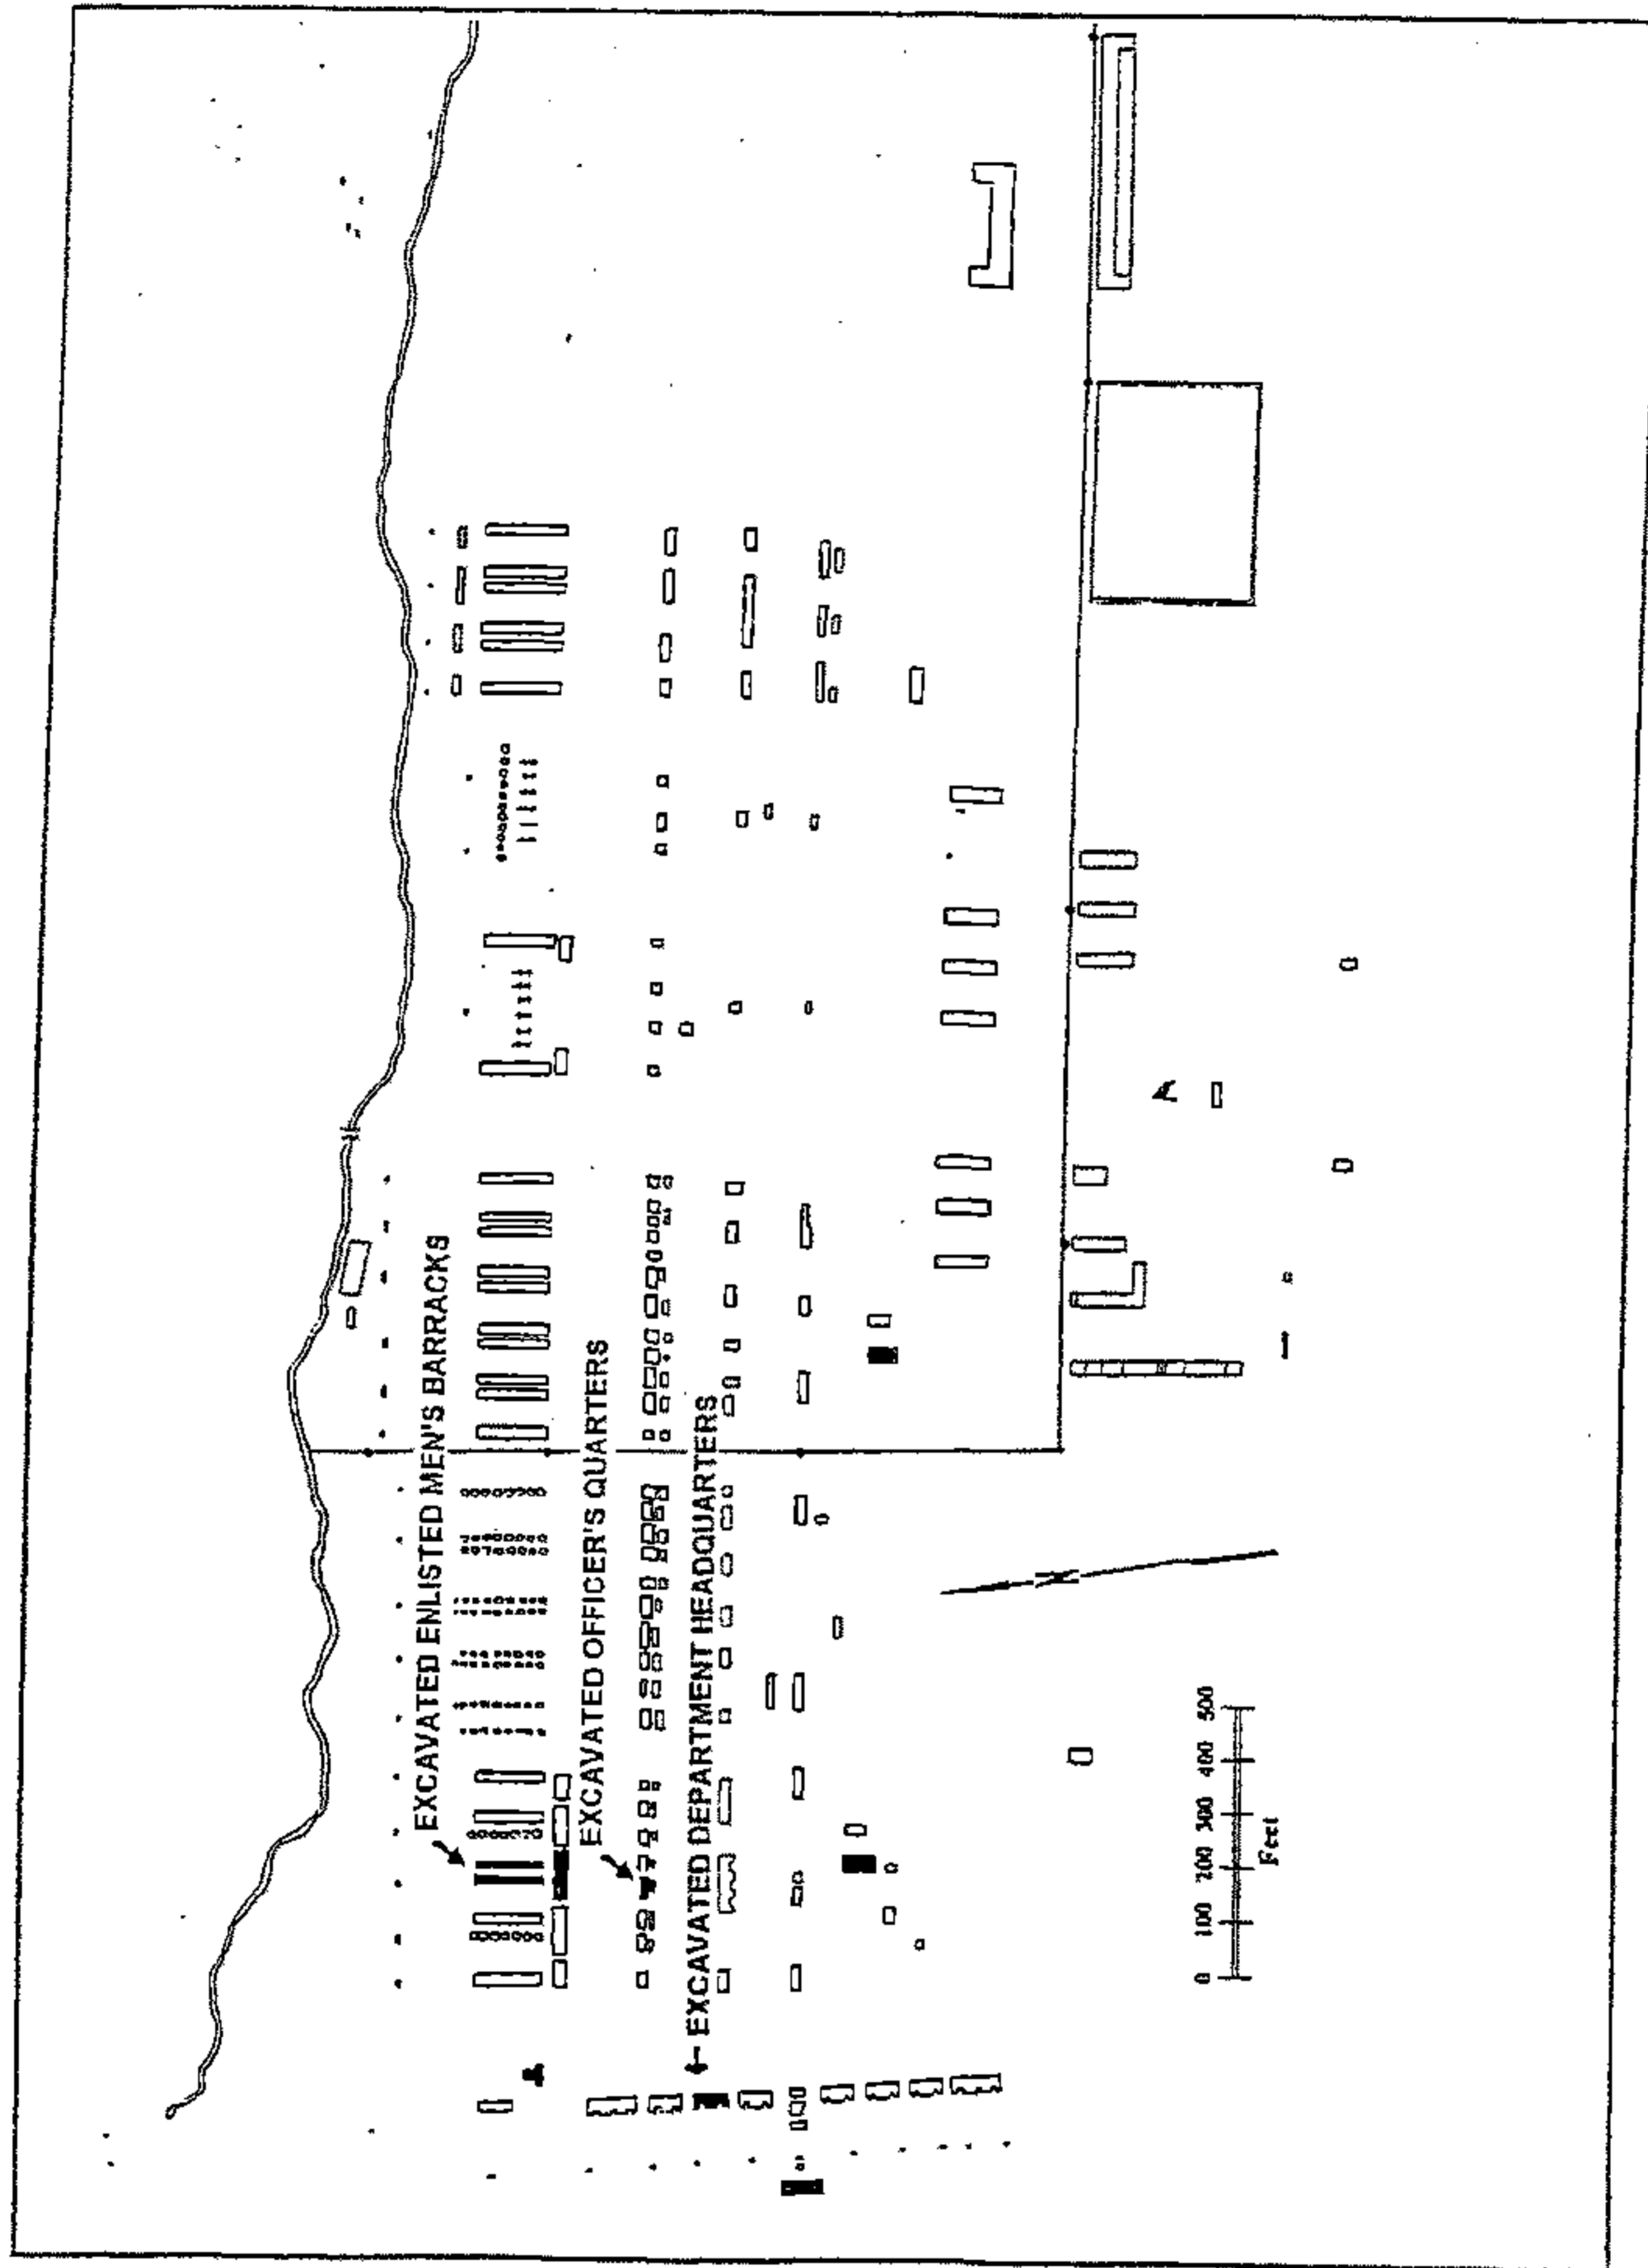 EXCAVATED ENLISTED MEN'S BARRACKS
EXCAVATED OFFICER'S QUARTERS
EXCAVATED DEPARTMENT HEADQUARTERS
0 100 200 300 400 500
Feet